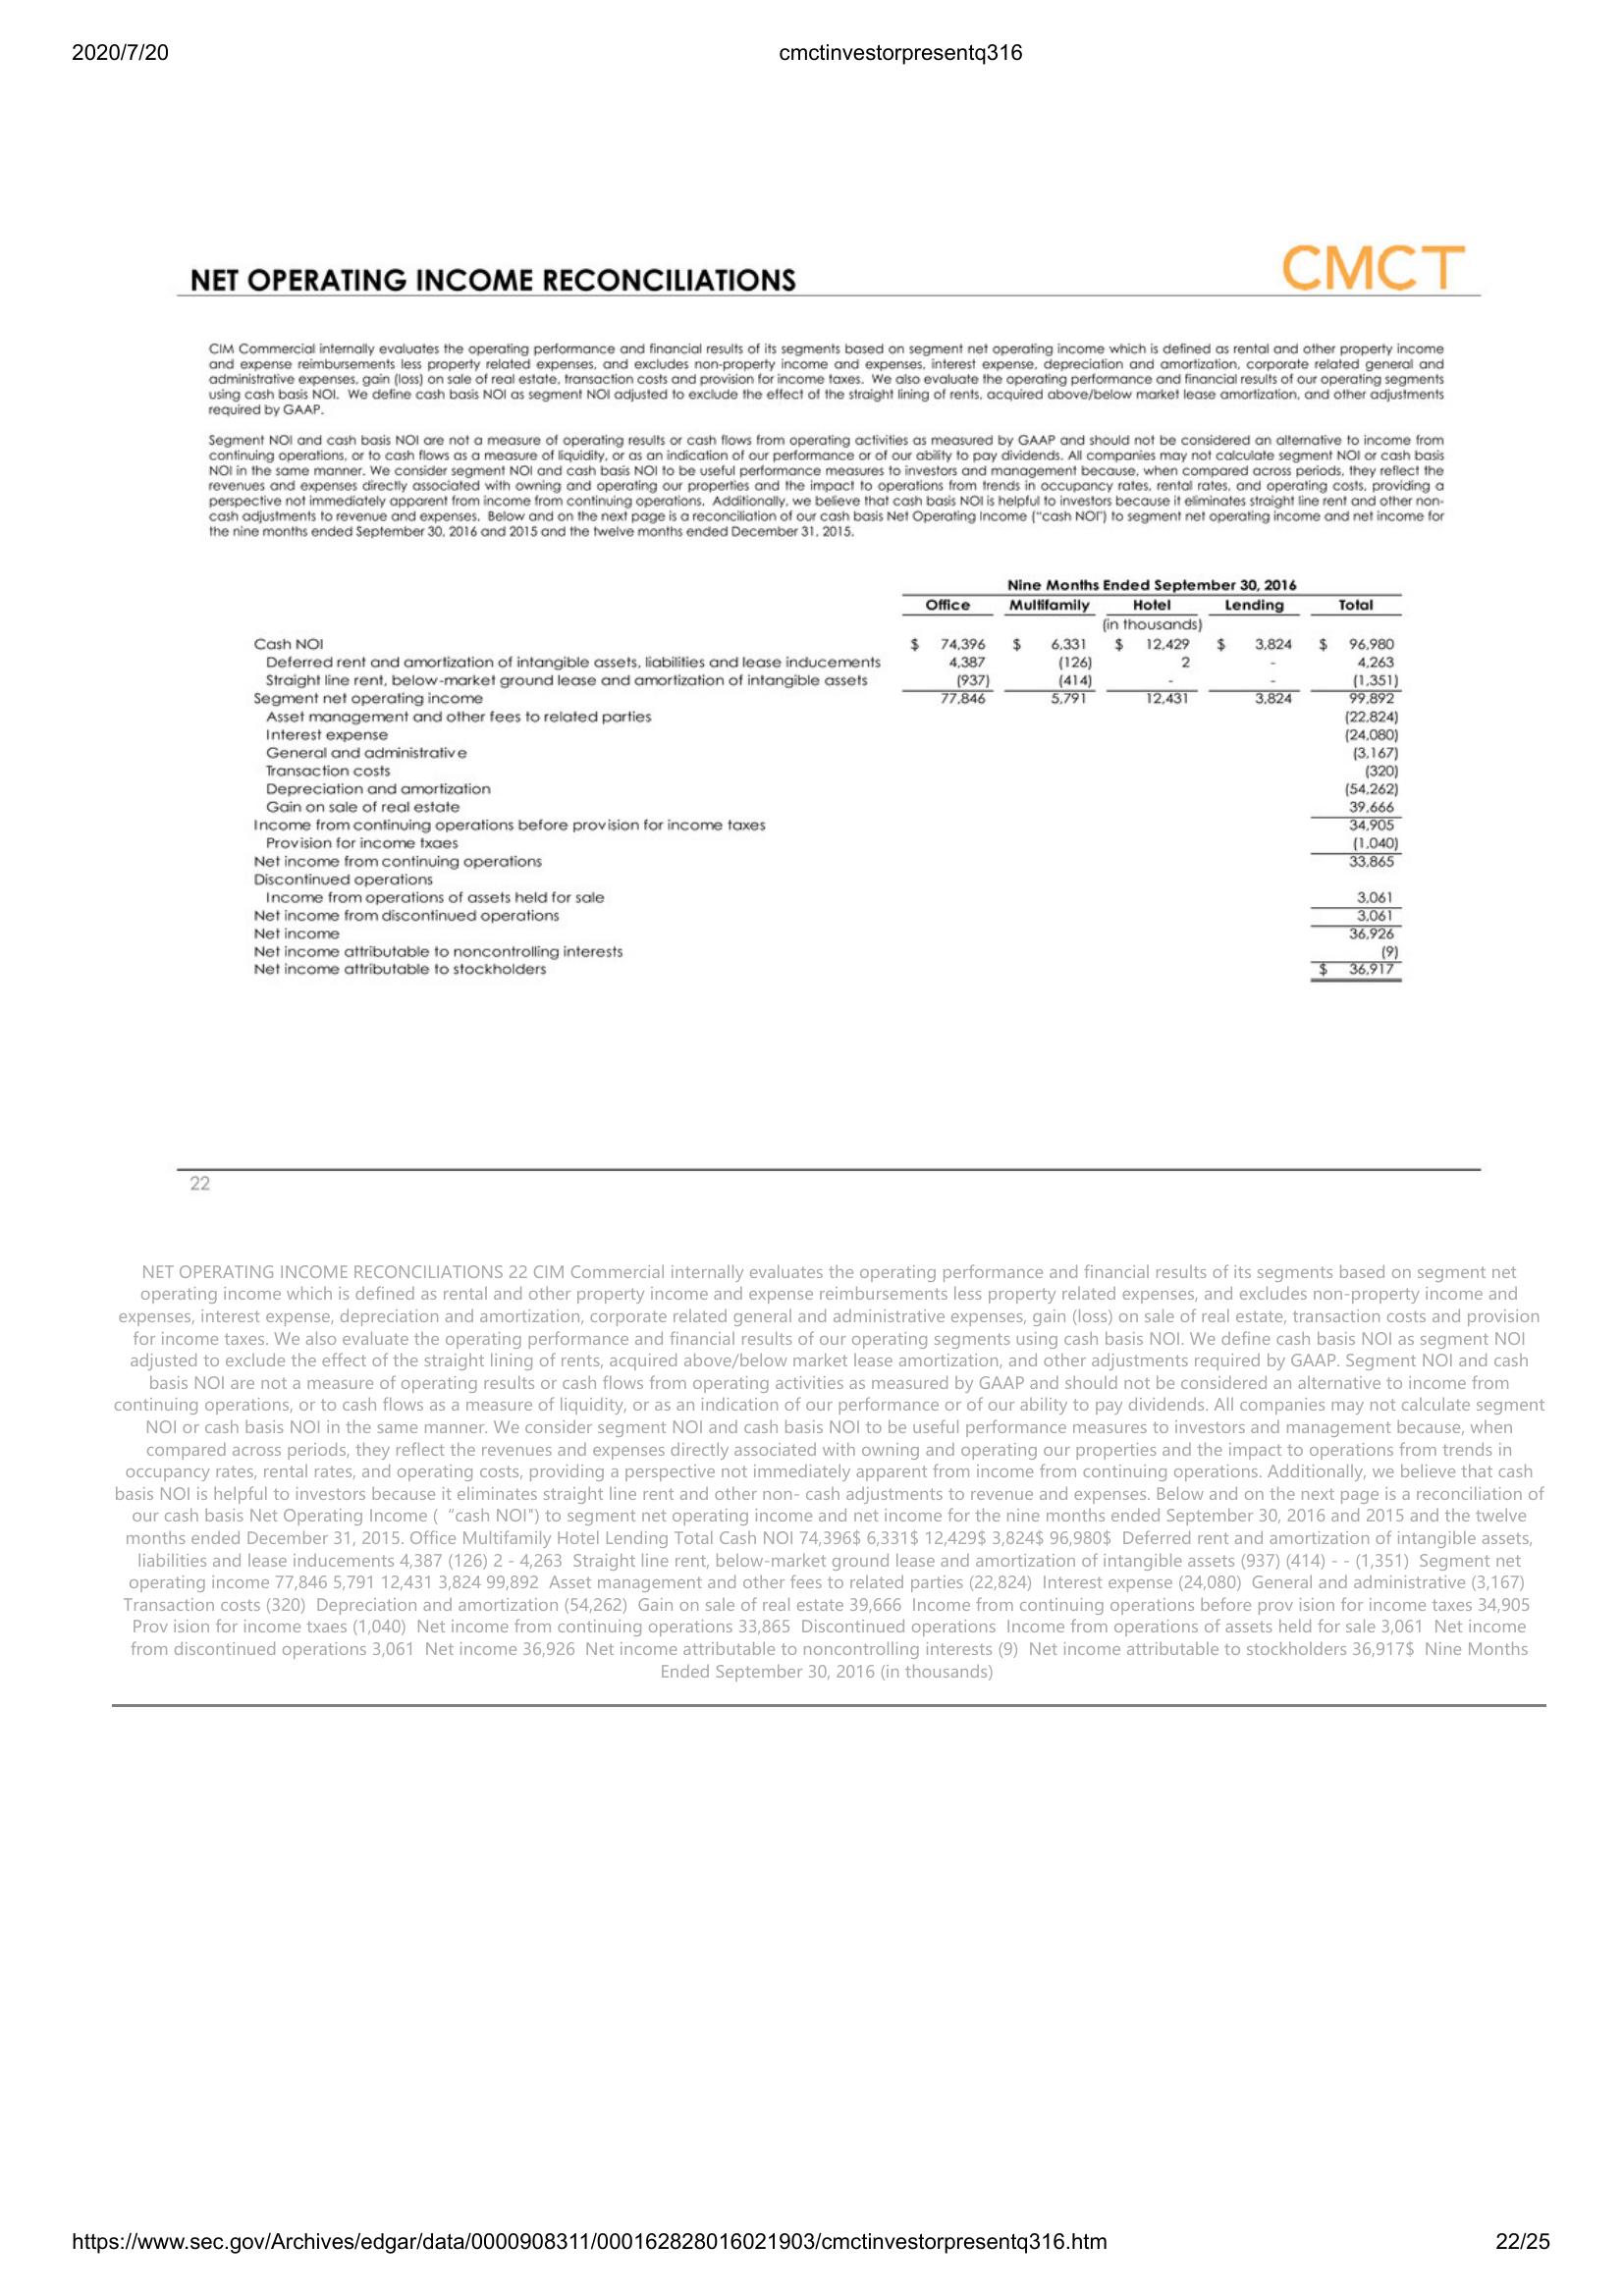 2020/7/20 cmctinvestorpresentq316
NET OPERATING INCOME RECONCILIATIONS CMCT
CIM Commercial internally evaluates the operating performance and financial results of its segments based on segment net operating income which is defined as rental and other property income
and expense reimbursements less property related expenses, and excludes non-property income and expenses, interest expense, depreciation and amortization, corporate related general and
administrative expenses, gain (loss) on sale of real estate, transaction costs and provision for income taxes. We also evaluate the operating performance and financial results of our operating segments
using cash basis NOI. We define cash basis NOI as segment NOI adjusted to exclude the effect of the straight lining of rents, acquired above/below market lease amortization, and other adjustments
required by GAAP.
Segment NOI and cash basis NOI are not a measure of operating results or cash flows from operating activities as measured by GAAP and should not be considered an alternative to income from
continuing operations, or to cash flows as a measure of liquidity, or as an indication of our performance or of our ability to pay dividends. All companies may not calculate segment NOI or cash basis
NOI in the same manner. We consider segment NOI and cash basis NOI to be useful performance measures to investors and management because, when compared across periods, they reflect the
revenues and expenses directly associated with owning and operating our properties and the impact to operations from trends in occupancy rates, rental rates, and operating costs, providing a
perspective not immediately apparent from income from continuing operations. Additionally, we believe that cash basis NOI is helpful to investors because it eliminates straight line rent and other non-
cash adjustments to revenue and expenses. Below and on the next page is a reconciliation of our cash basis Net Operating Income ("cash NOI") to segment net operating income and net income for
the nine months ended September 30, 2016 and 2015 and the twelve months ended December 31, 2015.
Nine Months Ended September 30, 2016
Office Multifamily Hotel Lending Total
(in thousands)
Cash NOI $ 74,396 $ 6,331 $ 12,429 $ 3,824 $ 96,980
Deferred rent and amortization of intangible assets, liabilities and lease inducements 4,387 (126) 2 - 4,263
Straight line rent, below-market ground lease and amortization of intangible assets (937) (414) - - (1,351)
Segment net operating income 77,846 5,791 12,431 3,824 99,892
Asset management and other fees to related parties (22,824)
Interest expense (24,080)
General and administrative (3,167)
Transaction costs (320)
Depreciation and amortization (54,262)
Gain on sale of real estate 39,666
Income from continuing operations before provision for income taxes 34,905
Provision for income txaes (1,040)
Net income from continuing operations 33,865
Discontinued operations
Income from operations of assets held for sale 3,061
Net income from discontinued operations 3,061
Net income 36,926
Net income attributable to noncontrolling interests (9)
Net income attributable to stockholders $ 36,917
22
NET OPERATING INCOME RECONCILIATIONS 22 CIM Commercial internally evaluates the operating performance and financial results of its segments based on segment net
operating income which is defined as rental and other property income and expense reimbursements less property related expenses, and excludes non-property income and
expenses, interest expense, depreciation and amortization, corporate related general and administrative expenses, gain (loss) on sale of real estate, transaction costs and provision
for income taxes. We also evaluate the operating performance and financial results of our operating segments using cash basis NOI. We define cash basis NOI as segment NOI
adjusted to exclude the effect of the straight lining of rents, acquired above/below market lease amortization, and other adjustments required by GAAP. Segment NOI and cash
basis NOI are not a measure of operating results or cash flows from operating activities as measured by GAAP and should not be considered an alternative to income from
continuing operations, or to cash flows as a measure of liquidity, or as an indication of our performance or of our ability to pay dividends. All companies may not calculate segment
NOI or cash basis NOI in the same manner. We consider segment NOI and cash basis NOI to be useful performance measures to investors and management because, when
compared across periods, they reflect the revenues and expenses directly associated with owning and operating our properties and the impact to operations from trends in
occupancy rates, rental rates, and operating costs, providing a perspective not immediately apparent from income from continuing operations. Additionally, we believe that cash
basis NOI is helpful to investors because it eliminates straight line rent and other non- cash adjustments to revenue and expenses. Below and on the next page is a reconciliation of
our cash basis Net Operating Income ( “cash NOI") to segment net operating income and net income for the nine months ended September 30, 2016 and 2015 and the twelve
months ended December 31, 2015. Office Multifamily Hotel Lending Total Cash NOI 74,396$ 6,331$ 12,429$ 3,824$ 96,980$ Deferred rent and amortization of intangible assets,
liabilities and lease inducements 4,387 (126) 2 - 4,263 Straight line rent, below-market ground lease and amortization of intangible assets (937) (414) - - (1,351) Segment net
operating income 77,846 5,791 12,431 3,824 99,892 Asset management and other fees to related parties (22,824) Interest expense (24,080) General and administrative (3,167)
Transaction costs (320) Depreciation and amortization (54,262) Gain on sale of real estate 39,666 Income from continuing operations before prov ision for income taxes 34,905
Prov ision for income txaes (1,040) Net income from continuing operations 33,865 Discontinued operations Income from operations of assets held for sale 3,061 Net income
from discontinued operations 3,061 Net income 36,926 Net income attributable to noncontrolling interests (9) Net income attributable to stockholders 36,917$ Nine Months
Ended September 30, 2016 (in thousands)
https://www.sec.gov/Archives/edgar/data/0000908311/000162828016021903/cmctinvestorpresentq316.htm 22/25